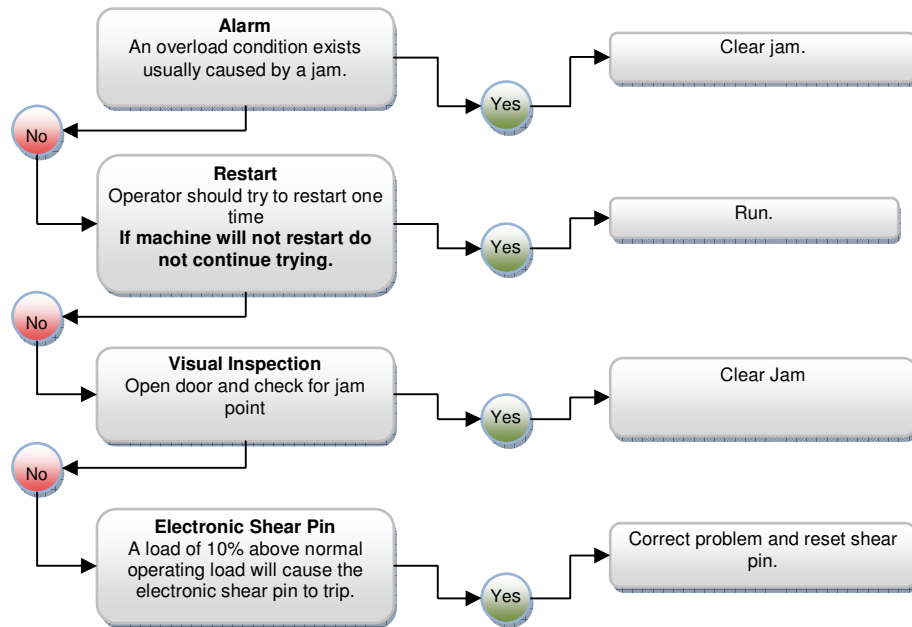 Alarm
An overload condition exists
usually caused by a jam.
Yes
Clear jam.
No
Restart
Operator should try to restart one
time
If machine will not restart do
not continue trying.
Yes
Run.
No
Visual Inspection
Open door and check for jam
point
Yes
Clear Jam
No
Electronic Shear Pin
A load of 10% above normal
operating load will cause the
electronic shear pin to trip.
Yes
Correct problem and reset shear
pin.